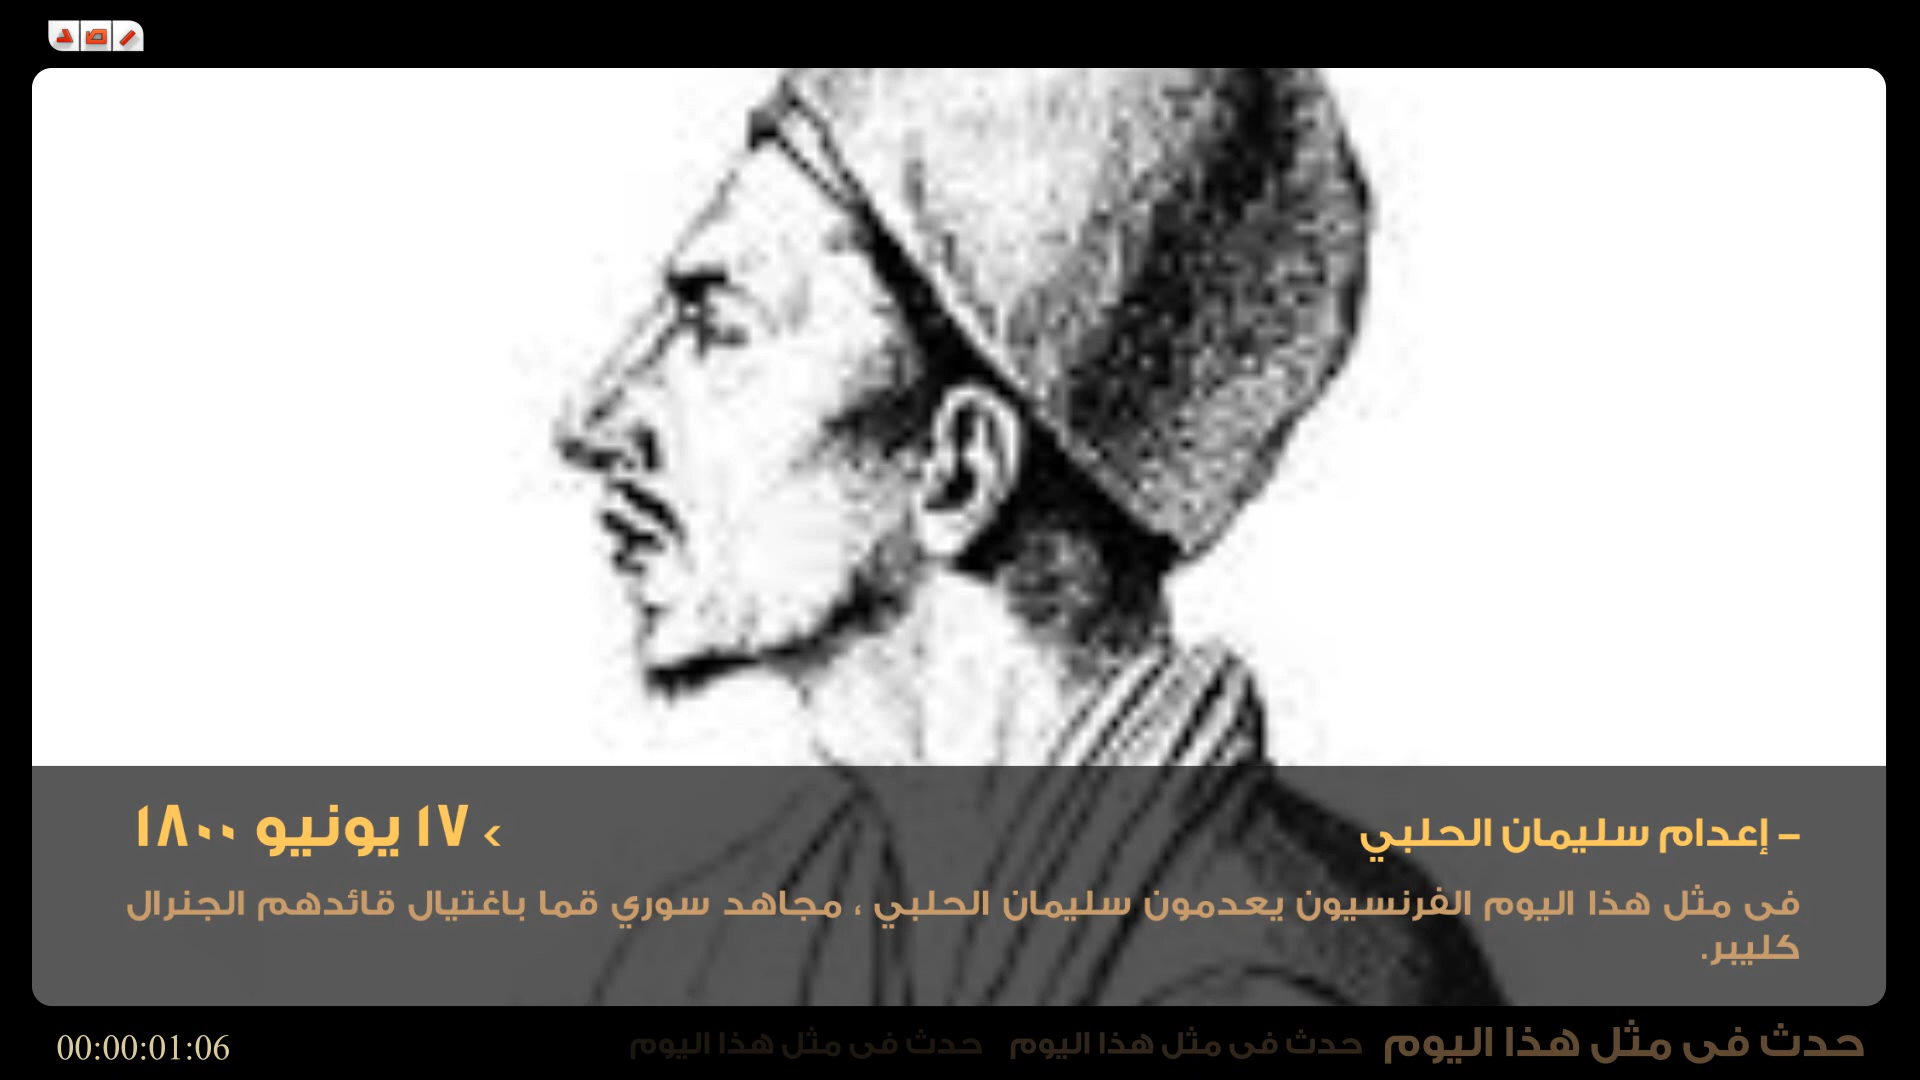 – إعدام سليمان الحلبي
› ١٧ يونيو ١٨٠٠
فى مثل هذا اليوم الفرنسيون يعدمون سليمان الحلبي ، مجاهد سوري قما باغتيال قائدهم الجنرال
كليبر.
حدث فى مثل هذا اليوم حدث فى مثل هذا اليوم حدث فى مثل هذا اليوم
00:00:01:06